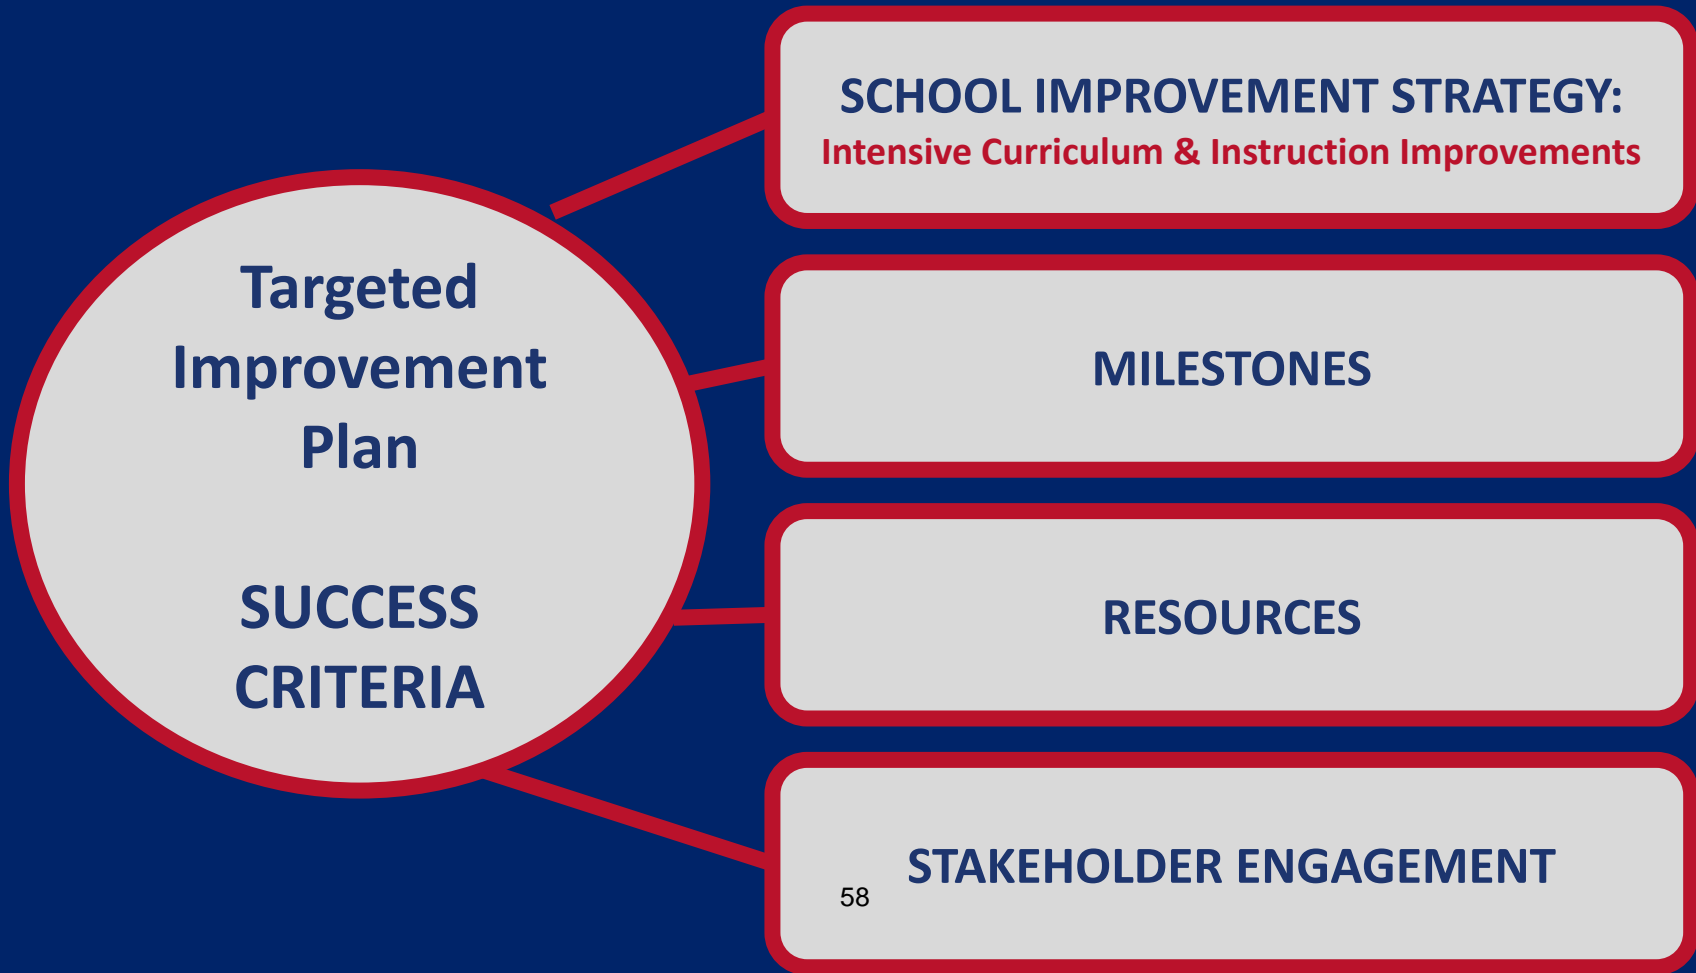 Targeted
Improvement
Plan
SUCCESS
CRITERIA
SCHOOL IMPROVEMENT STRATEGY:
Intensive Curriculum & Instruction Improvements
MILESTONES
RESOURCES
STAKEHOLDER ENGAGEMENT
58